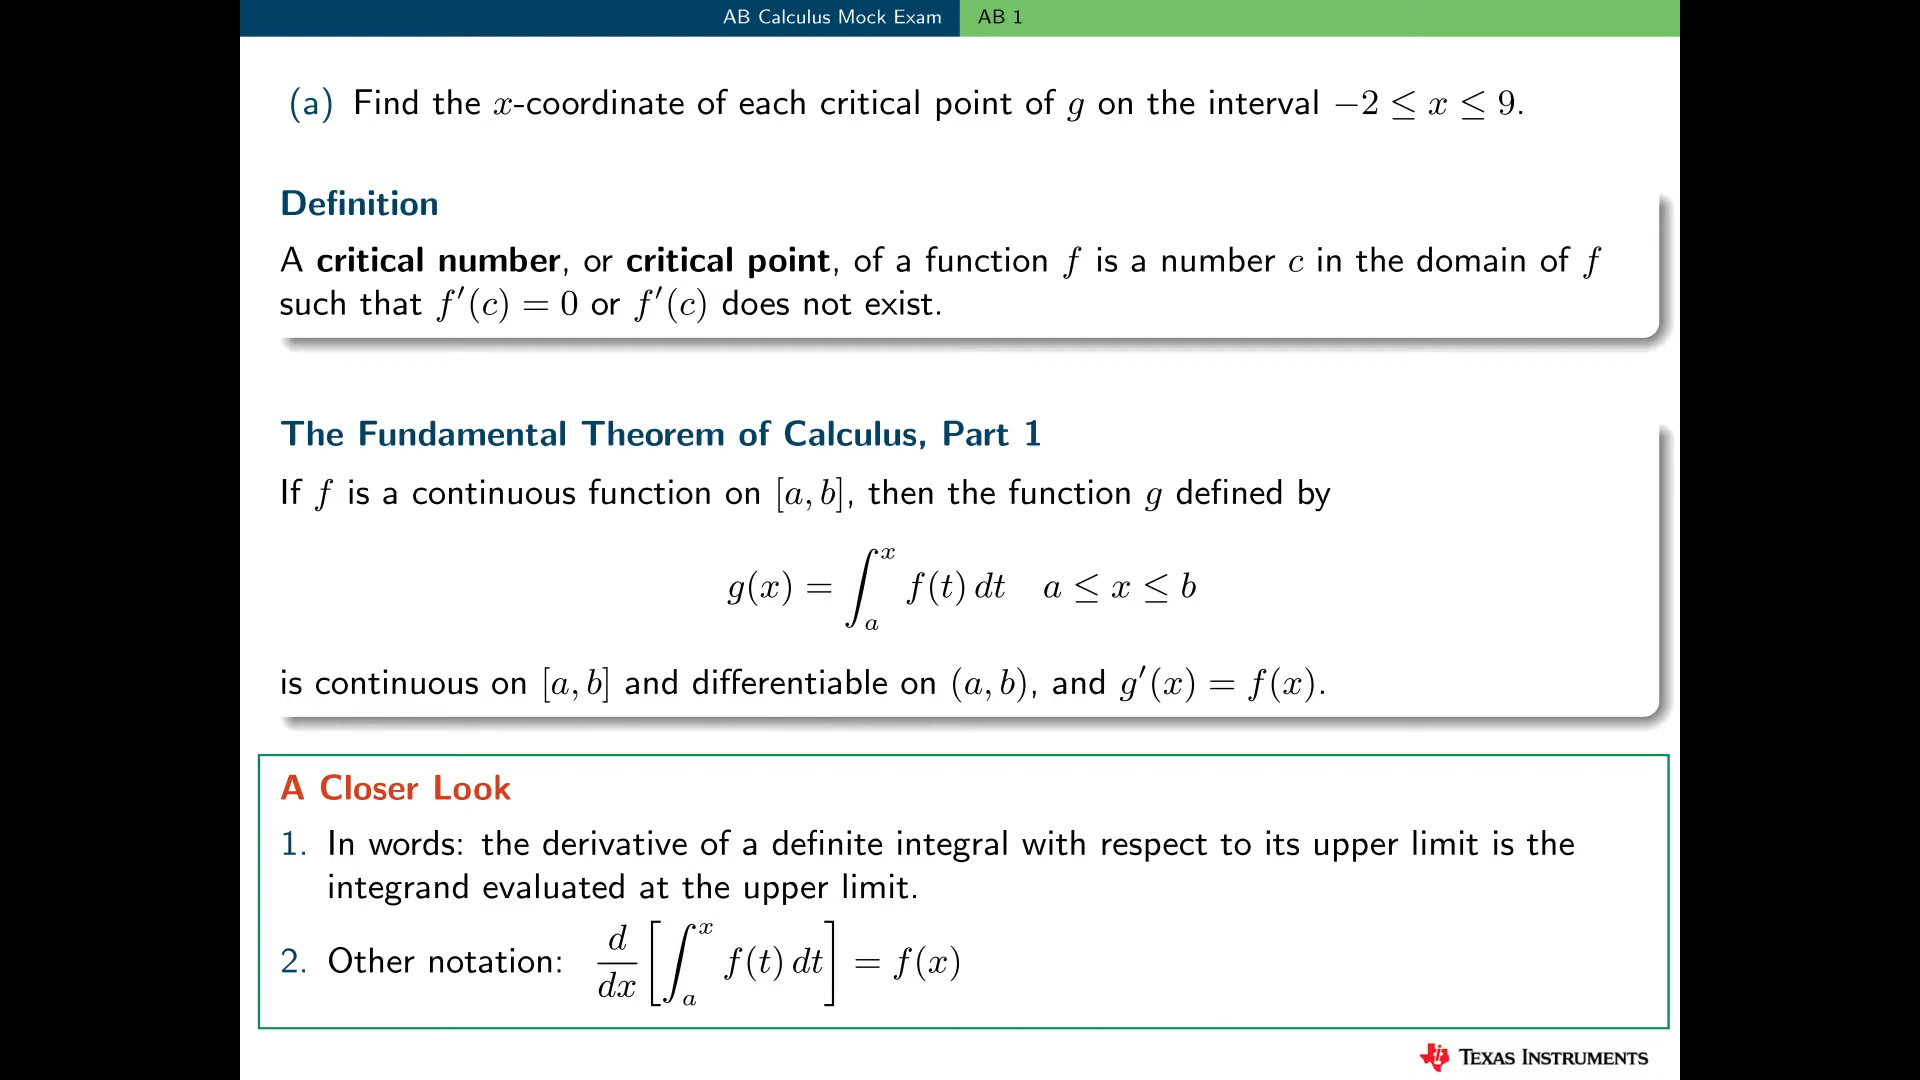 AB Calculus Mock Exam AB 1
(a) Find the x-coordinate of each critical point of g on the interval −2 ≤ x ≤ 9.
Definition
A critical number, or critical point, of a function f is a number c in the domain of f
such that f′(c) = 0 or f′(c) does not exist.
The Fundamental Theorem of Calculus, Part 1
If f is a continuous function on [a, b], then the function g defined by
g(x) = ∫_a^x f(t) dt   a ≤ x ≤ b
is continuous on [a, b] and differentiable on (a, b), and g′(x) = f(x).
A Closer Look
1. In words: the derivative of a definite integral with respect to its upper limit is the
integrand evaluated at the upper limit.
2. Other notation: d/dx [∫_a^x f(t) dt] = f(x)
TEXAS INSTRUMENTS